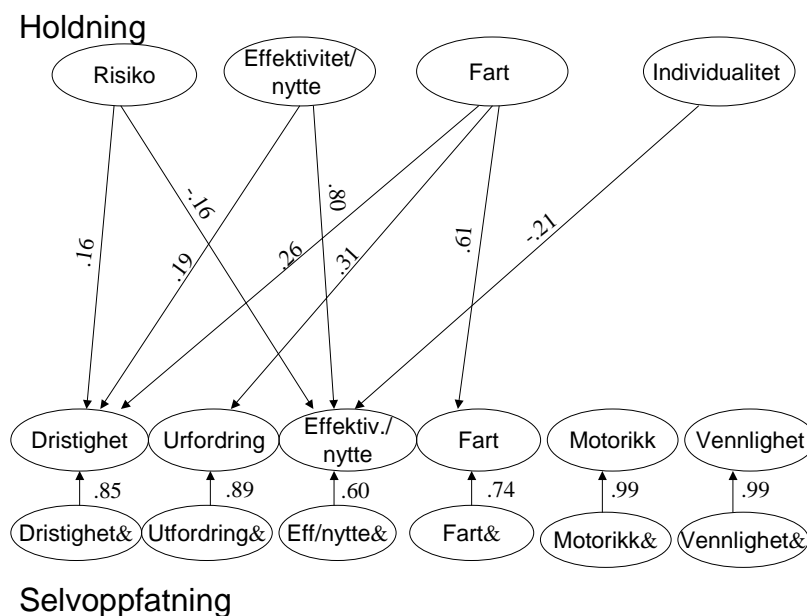 Holdning
Risiko
Effektivitet/
nytte
Fart
Individualitet
-.16
.80
.16
.19
.26
.31
.61
-.21
Dristighet
Urfordring
Effektiv./
nytte
Fart
Motorikk
Vennlighet
.85
.89
.60
.74
.99
.99
Dristighet&
Utfordring&
Eff/nytte&
Fart&
Motorikk&
Vennlighet&
Selvoppfatning